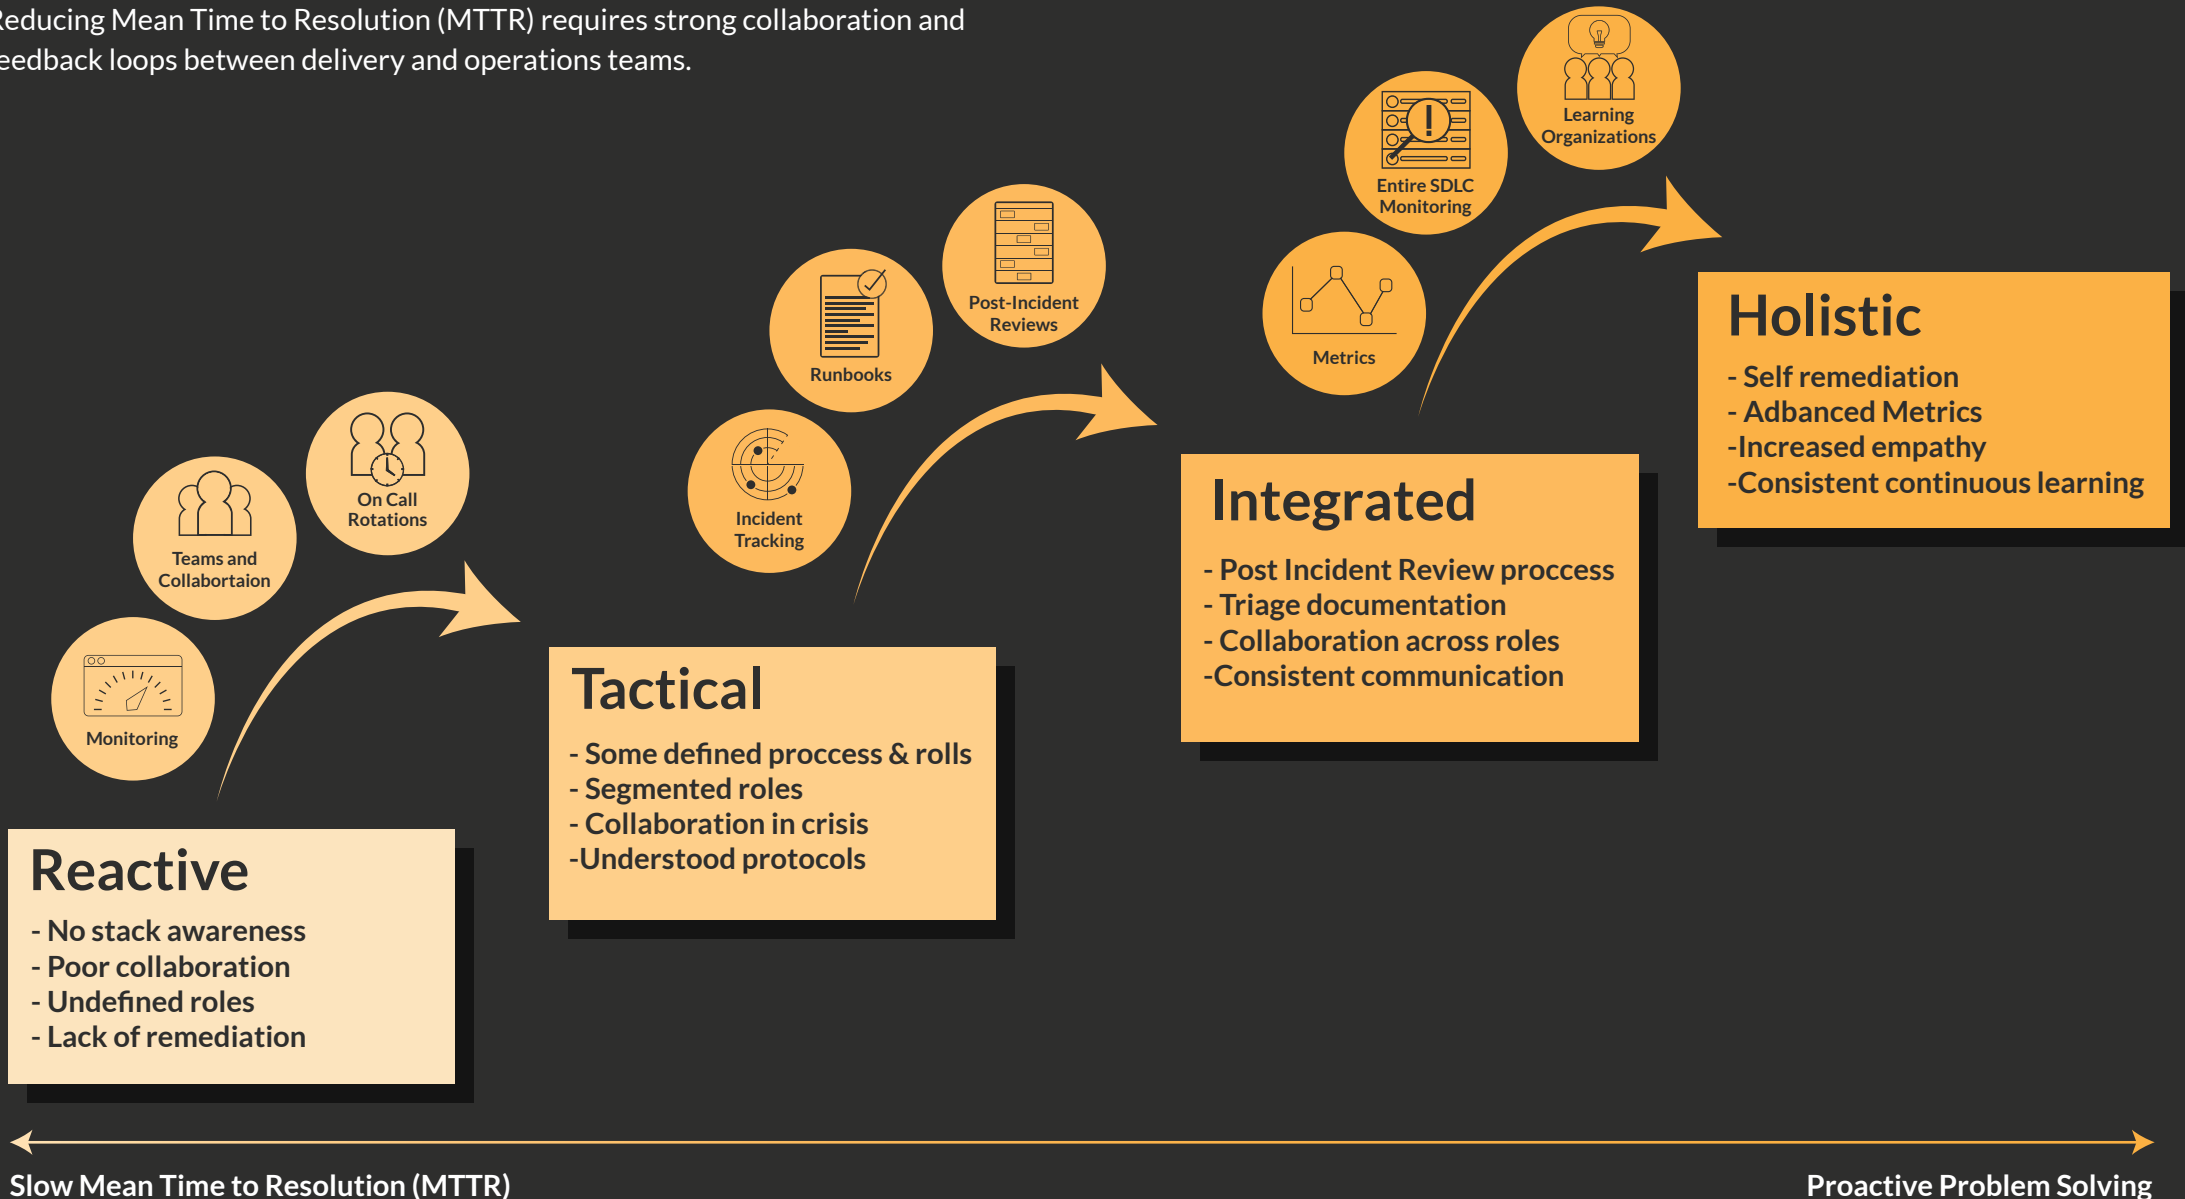 Reducing Mean Time to Resolution (MTTR) requires strong collaboration and
feedback loops between delivery and operations teams.
Learning
Organizations
Entire SDLC
Monitoring
Metrics
Post-Incident
Reviews
Runbooks
Incident
Tracking
On Call
Rotations
Teams and
Collabortaion
Monitoring
Reactive
- No stack awareness
- Poor collaboration
- Undefined roles
- Lack of remediation
Tactical
- Some defined proccess & rolls
- Segmented roles
- Collaboration in crisis
-Understood protocols
Integrated
- Post Incident Review proccess
- Triage documentation
- Collaboration across roles
-Consistent communication
Holistic
- Self remediation
- Adbanced Metrics
-Increased empathy
-Consistent continuous learning
Slow Mean Time to Resolution (MTTR)
Proactive Problem Solving